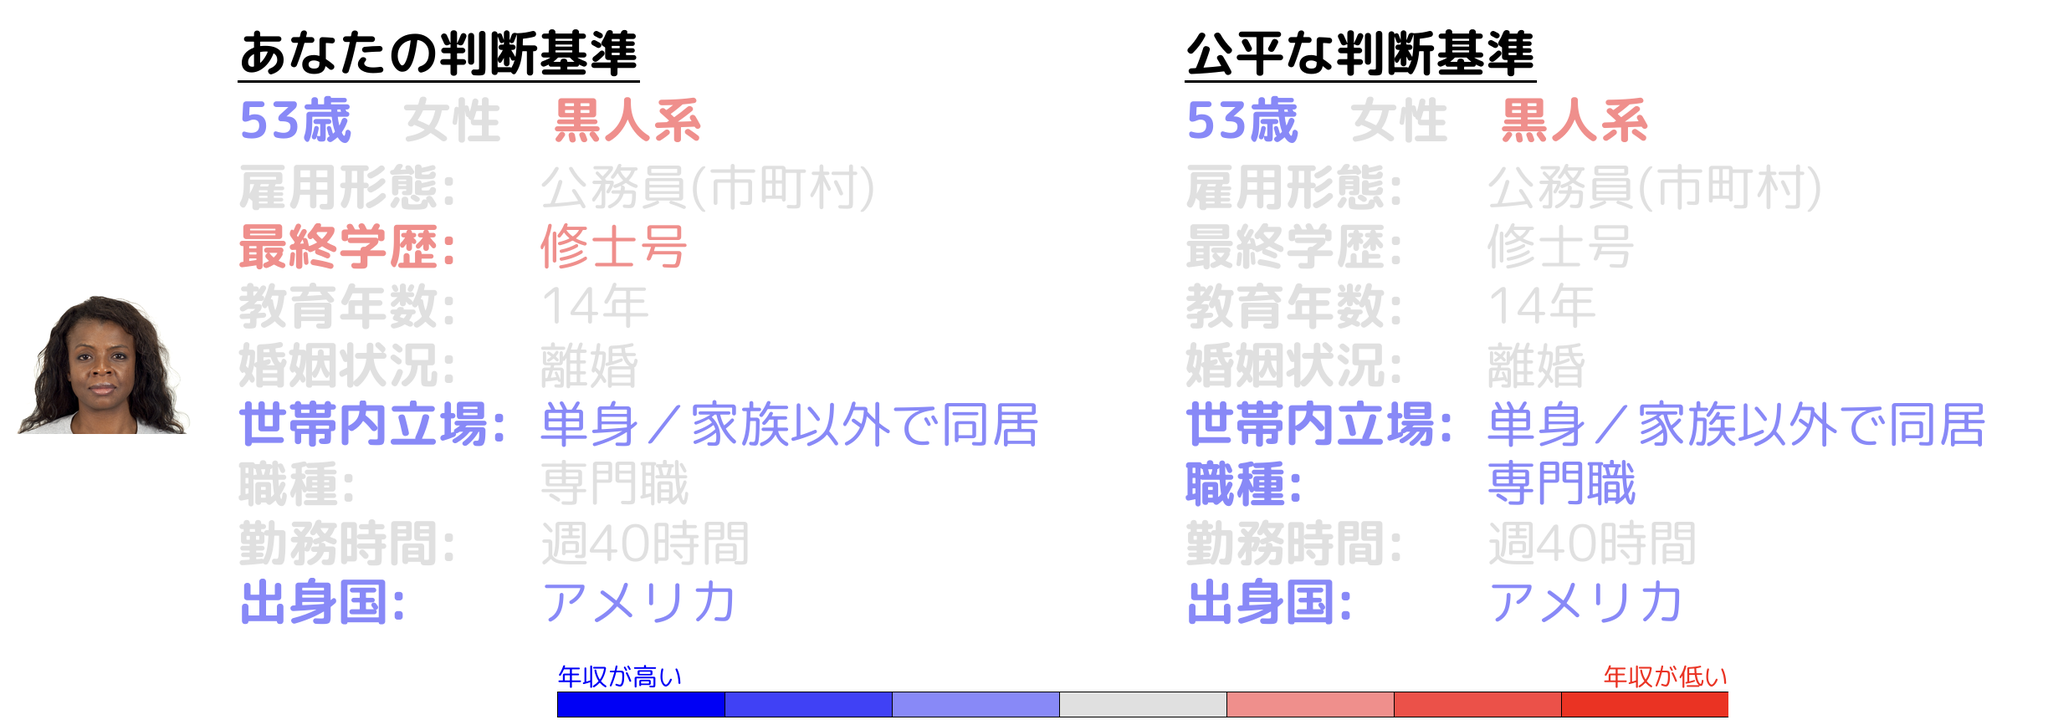 あなたの判断基準
53歳 女性 黒人系
雇用形態: 公務員(市町村)
最終学歴: 修士号
教育年数: 14年
婚姻状況: 離婚
世帯内立場: 単身／家族以外で同居
職種: 専門職
勤務時間: 週40時間
出身国: アメリカ
公平な判断基準
53歳 女性 黒人系
雇用形態: 公務員(市町村)
最終学歴: 修士号
教育年数: 14年
婚姻状況: 離婚
世帯内立場: 単身／家族以外で同居
職種: 専門職
勤務時間: 週40時間
出身国: アメリカ
年収が高い
年収が低い